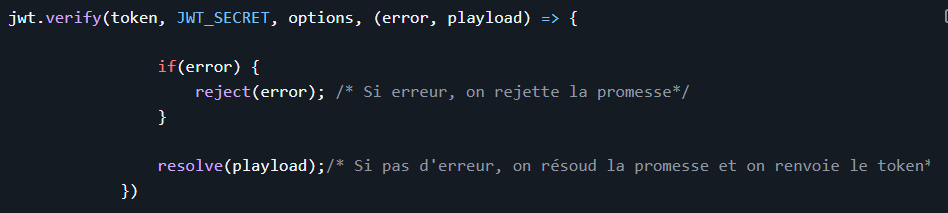 jwt.verify(token, JWT_SECRET, options, (error, playload) => {
if(error) {
reject(error); /* Si erreur, on rejette la promesse*/
}
resolve(playload);/* Si pas d'erreur, on résoud la promesse et on renvoie le token*
})